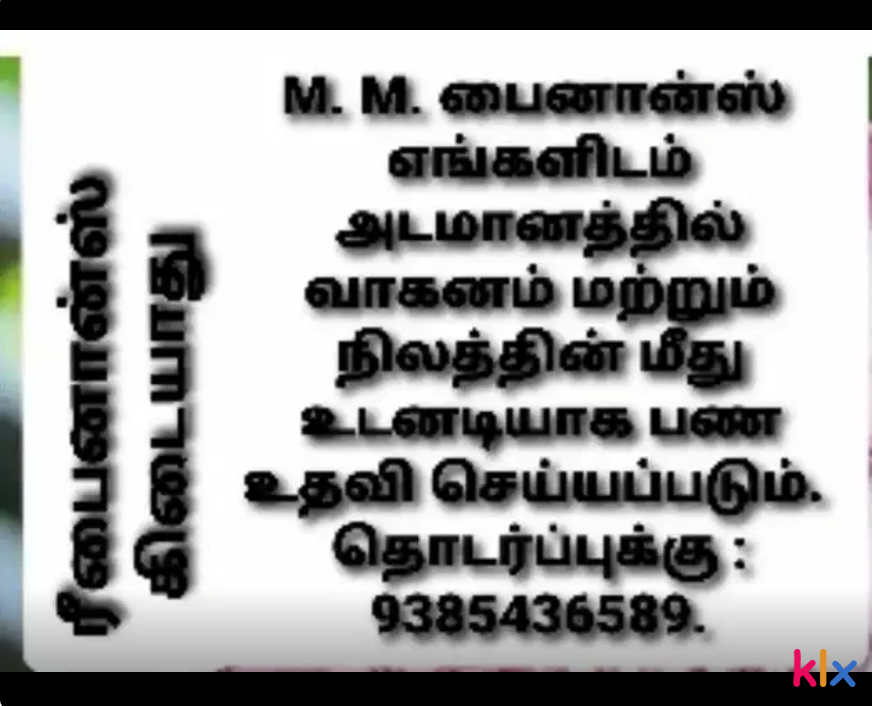 ரீபைனான்ஸ்
கிடையாது
M. M. பைனான்ஸ்
எங்களிடம்
அடமானத்தில்
வாகனம் மற்றும்
நிலத்தின் மீது
உடனடியாக பண
உதவி செய்யப்படும்.
தொடர்ப்புக்கு :
9385436589.
klx